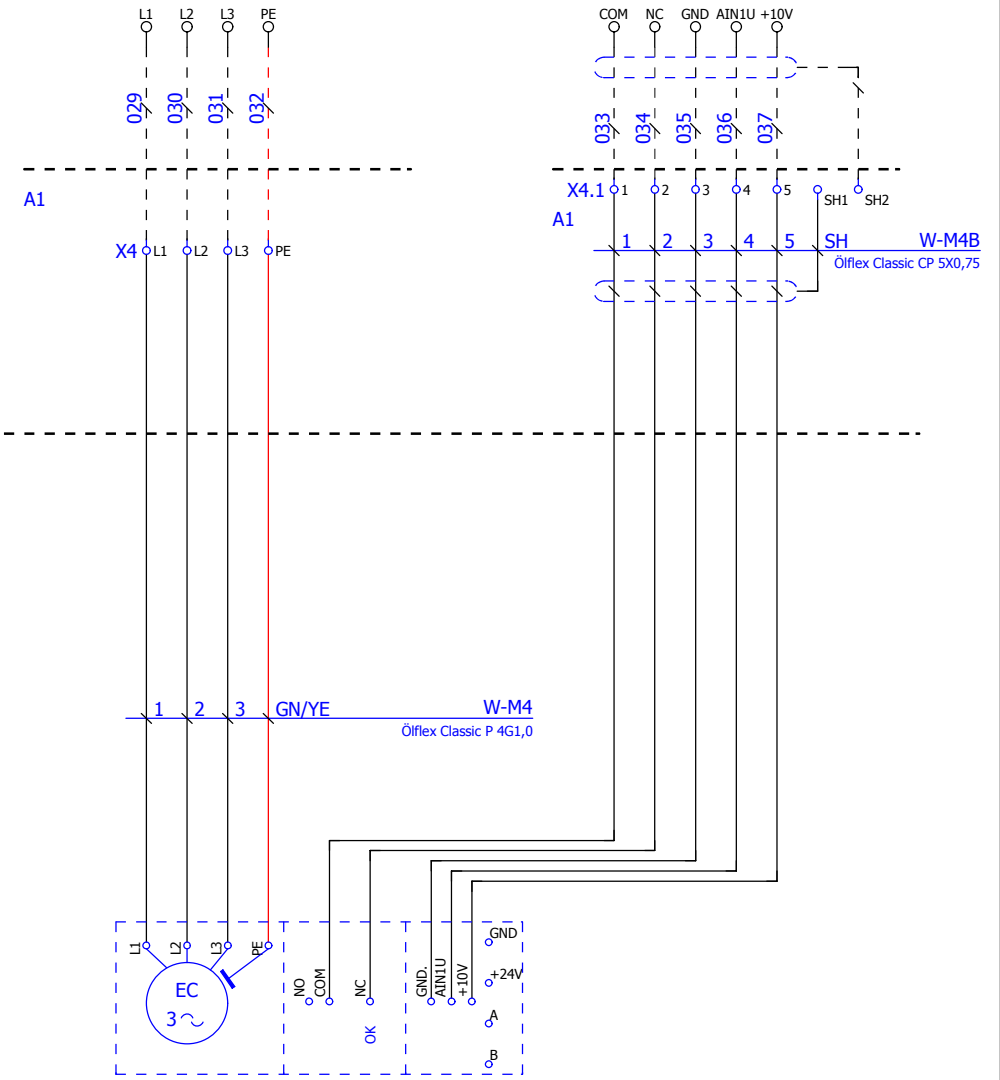 L1 L2 L3 PE COM NC GND AIN1U +10V
029 030 031 032 033 034 035 036 037
A1 X4.1 1 2 3 4 5 SH1 SH2
A1
X4 L1 L2 L3 PE 1 2 3 4 5 SH W-M4B
Ölflex Classic CP 5X0,75
1 2 3 GN/YE W-M4
Ölflex Classic P 4G1,0
L1 L2 L3 PE GND
NO COM NC GND. AIN1U +10V +24V
EC
3
OK
A
B